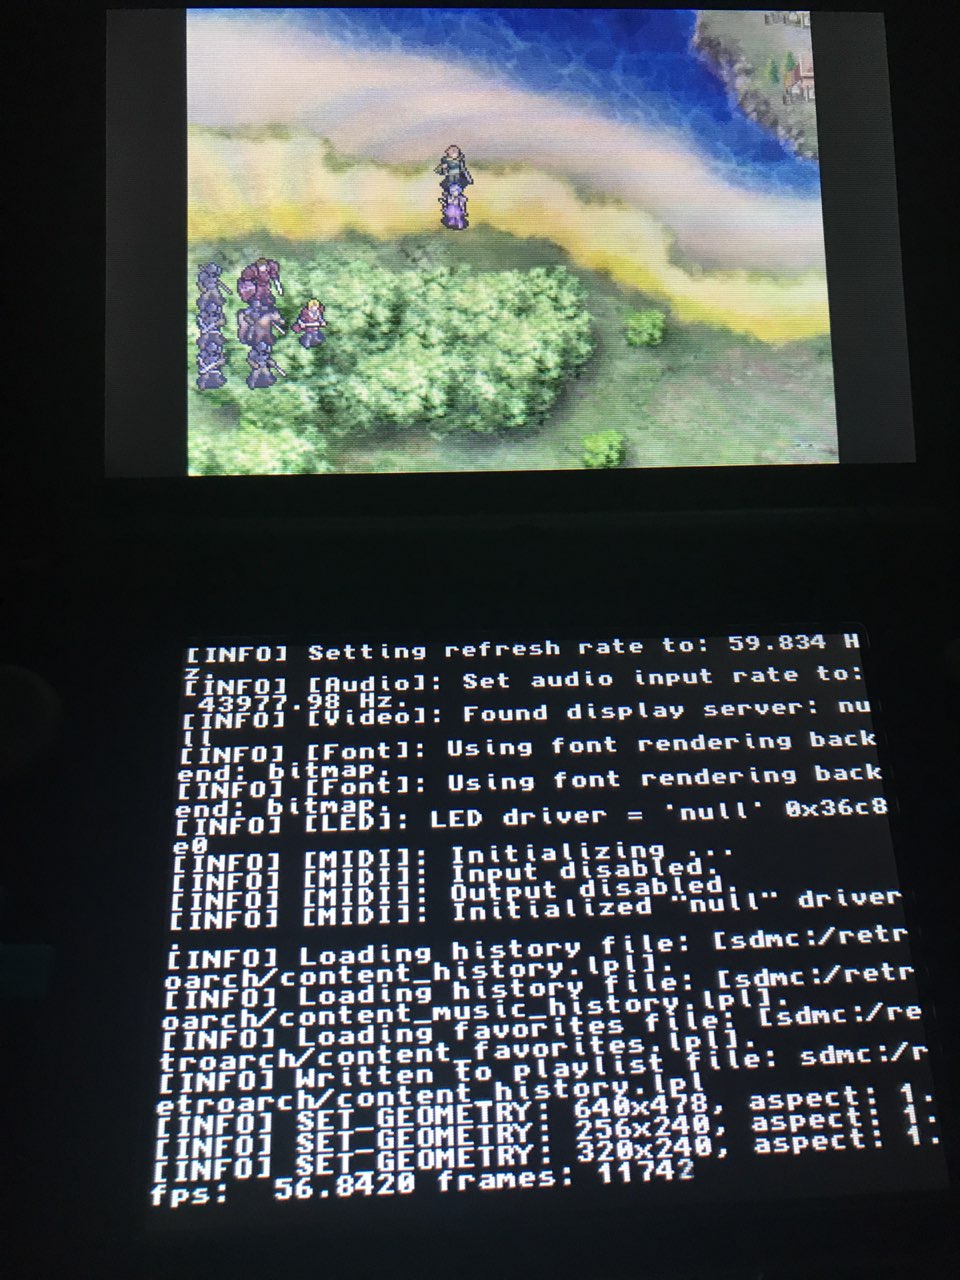 [INFO] Setting refresh rate to: 59.834 H
z.
[INFO] [Audio]: Set audio input rate to:
 43977.98 Hz.
[INFO] [Video]: Found display server: nu
ll
[INFO] [Font]: Using font rendering back
end: bitmap.
[INFO] [Font]: Using font rendering back
end: bitmap.
[INFO] [LED]: LED driver = 'null' 0x36c8
e0
[INFO] [MIDI]: Initializing ...
[INFO] [MIDI]: Input disabled.
[INFO] [MIDI]: Output disabled.
[INFO] [MIDI]: Initialized "null" driver
.
[INFO] Loading history file: [sdmc:/retr
oarch/content_history.lpl].
[INFO] Loading history file: [sdmc:/retr
oarch/content_music_history.lpl].
[INFO] Loading favorites file: [sdmc:/re
troarch/content_favorites.lpl].
[INFO] Written to playlist file: sdmc:/r
etroarch/content_history.lpl
[INFO] SET-GEOMETRY: 640x478, aspect: 1.
[INFO] SET-GEOMETRY: 256x240, aspect: 1.
[INFO] SET-GEOMETRY: 320x240, aspect: 1.
fps:  56.8420 frames: 11742